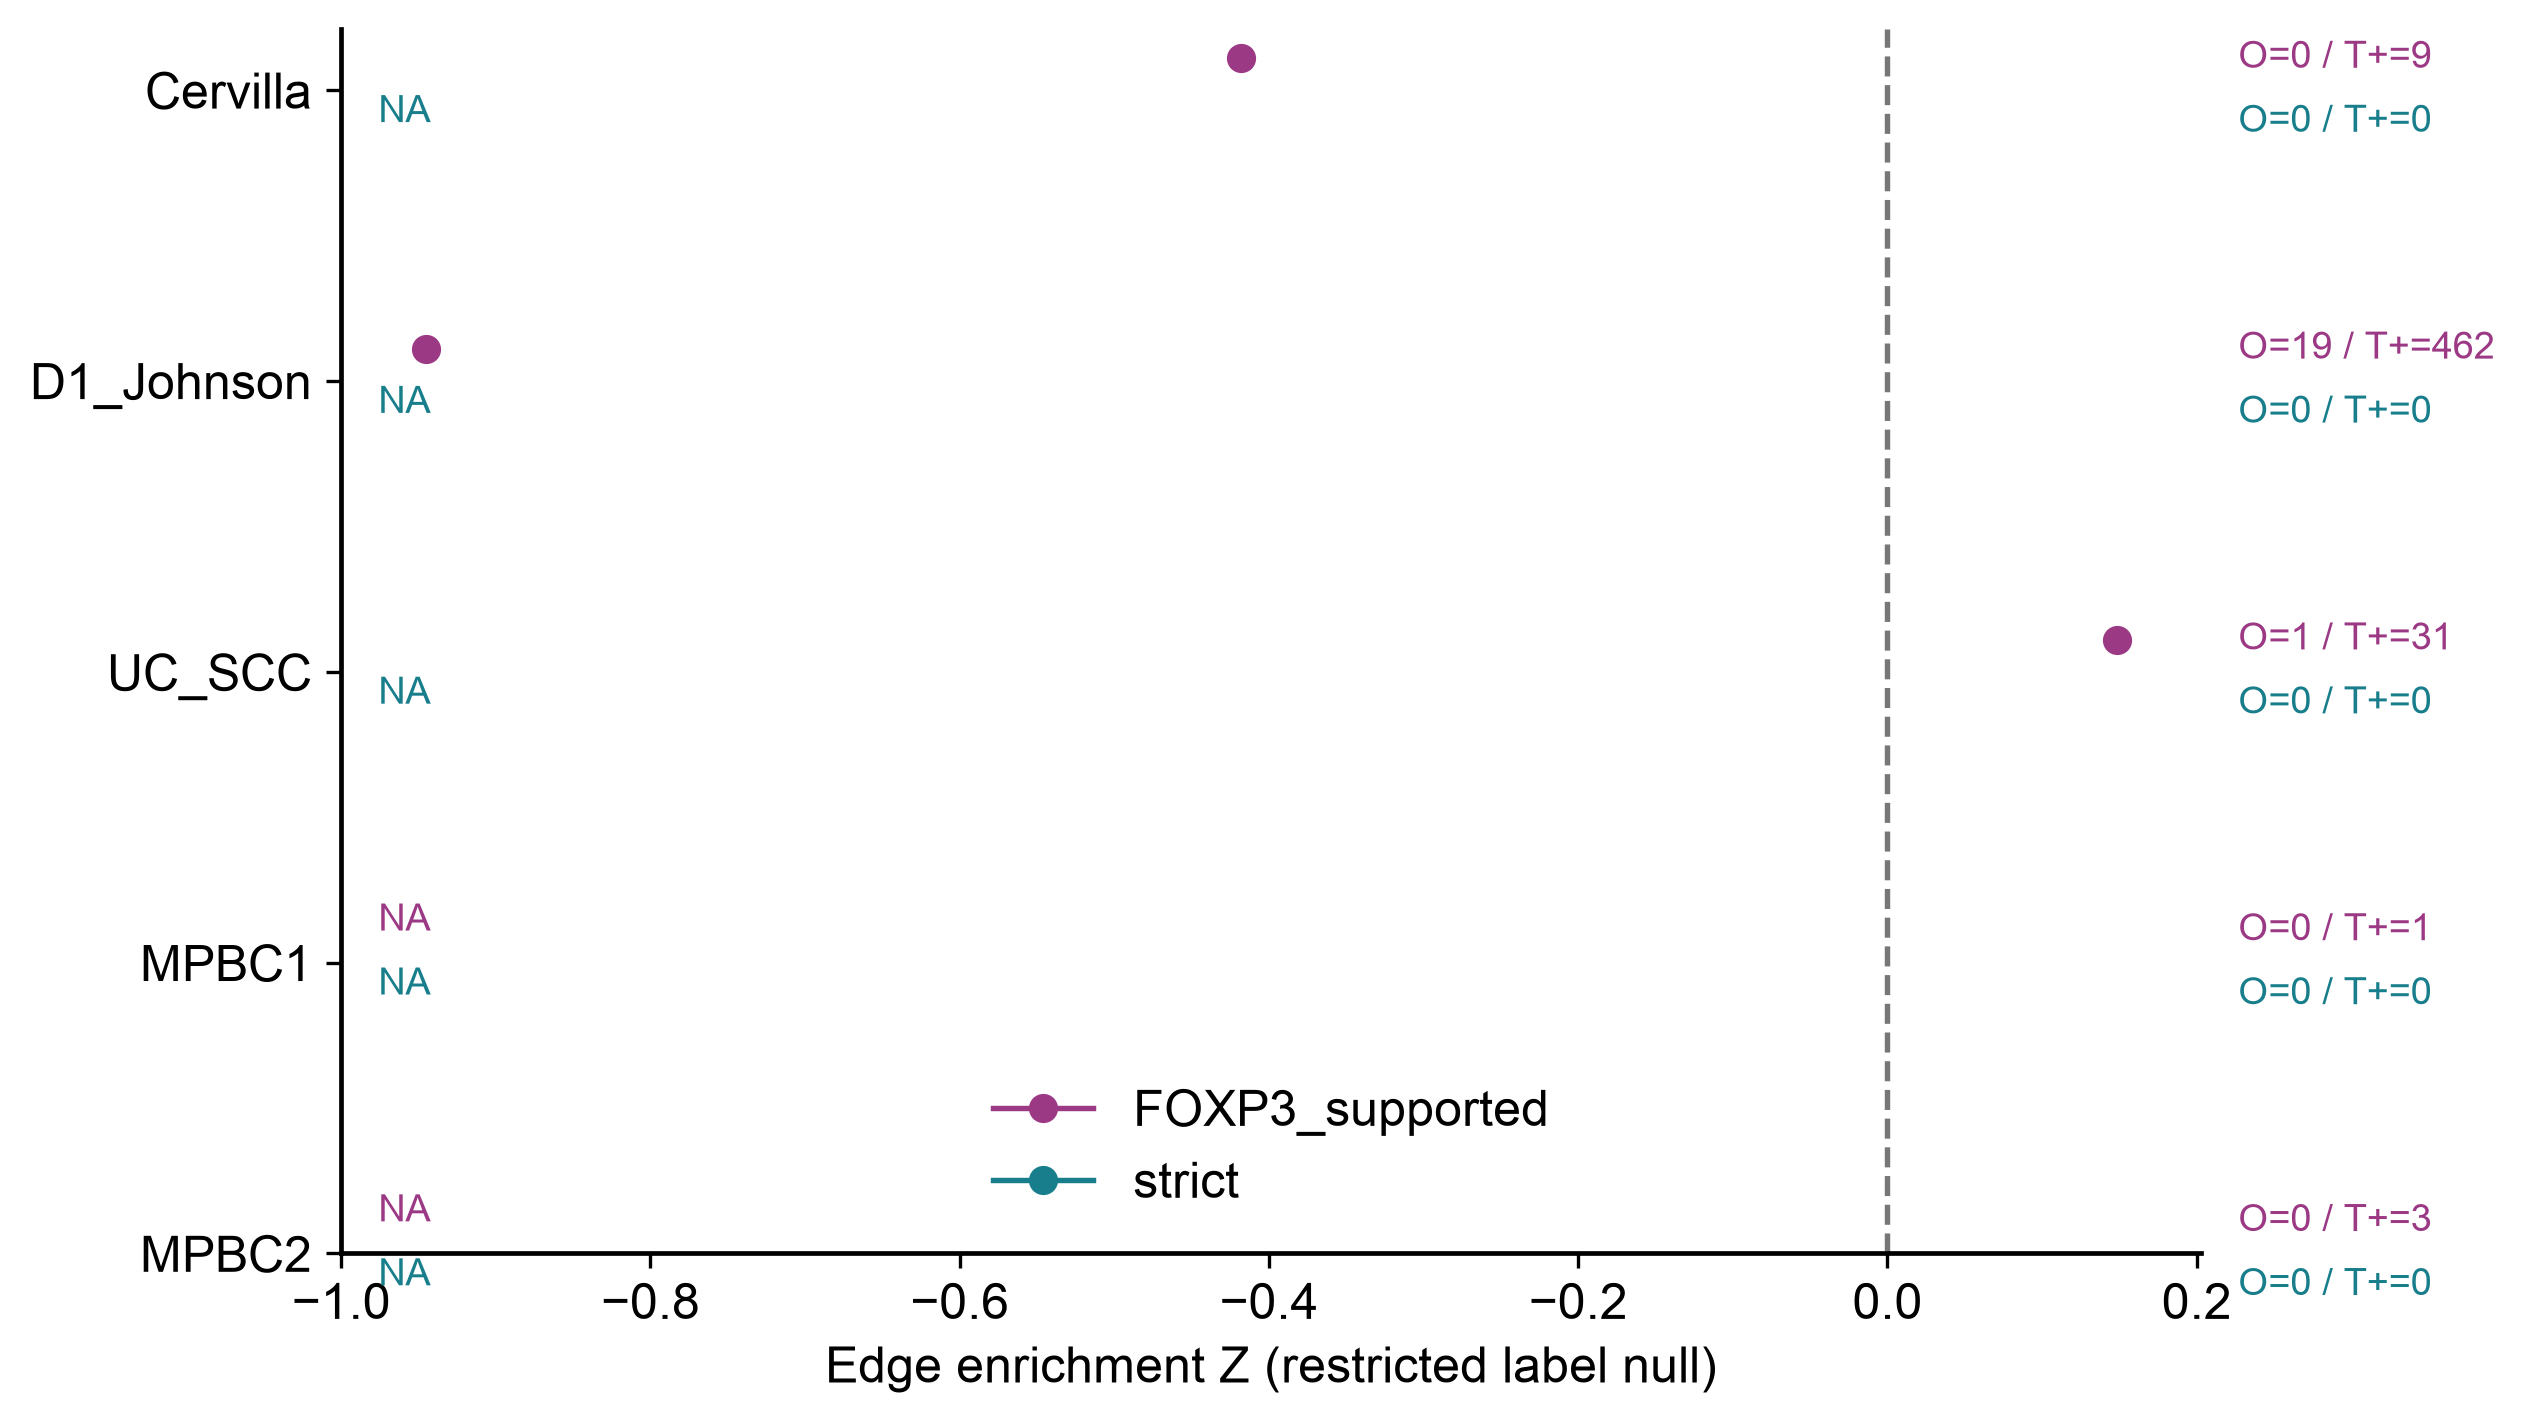 Cervilla
NA
O=0 / T+=9
O=0 / T+=0
D1_Johnson
NA
O=19 / T+=462
O=0 / T+=0
UC_SCC
NA
O=1 / T+=31
O=0 / T+=0
MPBC1
NA
NA
O=0 / T+=1
O=0 / T+=0
FOXP3_supported
strict
MPBC2
NA
NA
O=0 / T+=3
O=0 / T+=0
−1.0 −0.8 −0.6 −0.4 −0.2 0.0 0.2
Edge enrichment Z (restricted label null)